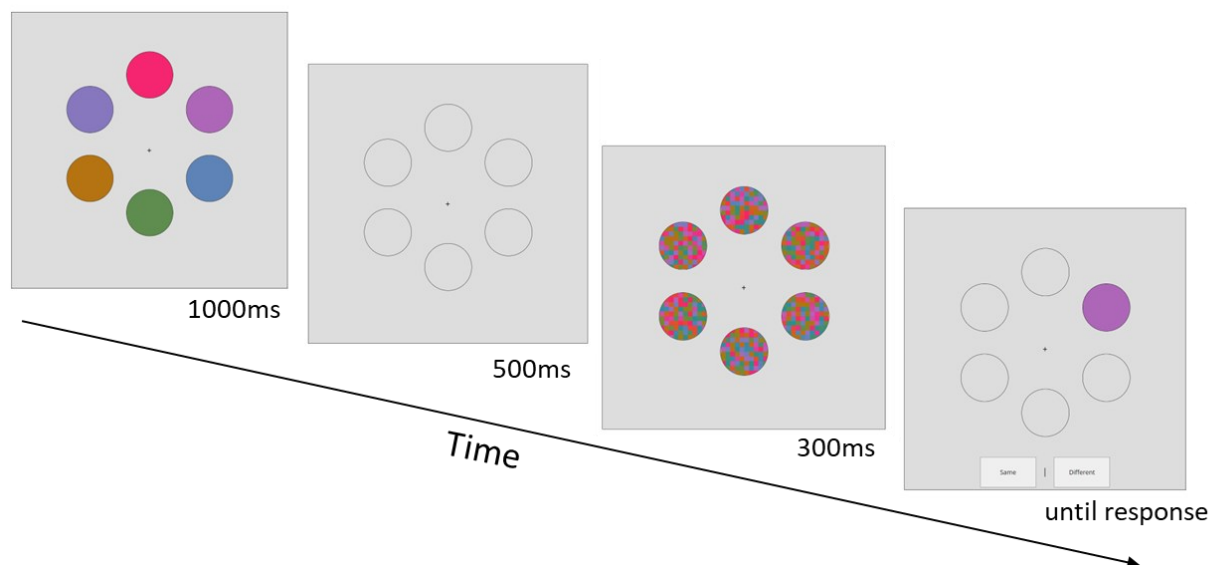 1000ms
500ms
300ms
Same | Different
until response
Time